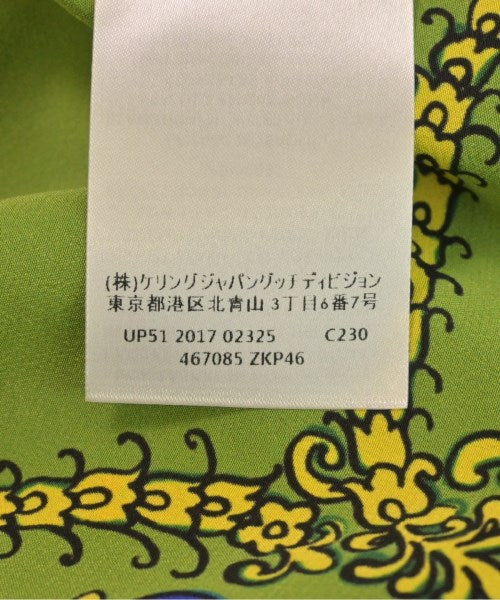 (株)ケリングジャパングッチディビジョン
東京都港区北青山 3丁目6番7号
UP51 2017 02325 C230
467085 ZKP46